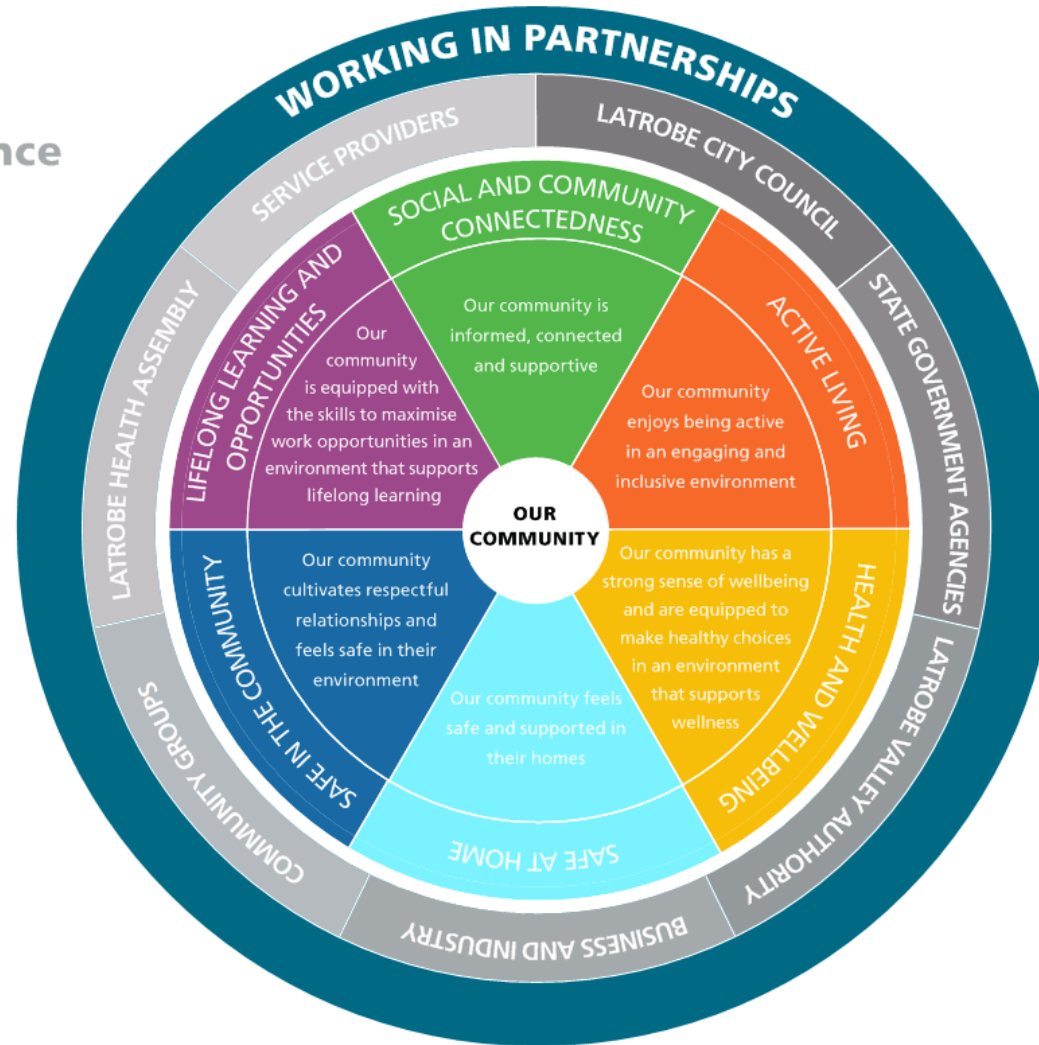 nce
WORKING IN PARTNERSHIPS
SERVICE PROVIDERS
LATROBE CITY COUNCIL
STATE GOVERNMENT AGENCIES
LATROBE VALLEY AUTHORITY
BUSINESS AND INDUSTRY
COMMUNITY GROUPS
LATROBE HEALTH ASSEMBLY
SOCIAL AND COMMUNITY
CONNECTEDNESS
Our community is
informed, connected
and supportive
ACTIVE LIVING
Our community
enjoys being active
in an engaging and
inclusive environment
HEALTH AND WELLBEING
Our community has a
strong sense of wellbeing
and are equipped to
make healthy choices
in an environment
that supports
wellness
SAFE AT HOME
Our community feels
safe and supported in
their homes
SAFE IN THE COMMUNITY
Our community
cultivates respectful
relationships and
feels safe in their
environment
LIFELONG LEARNING AND
OPPORTUNITIES
Our
community
is equipped with
the skills to maximise
work opportunities in an
environment that supports
lifelong learning
OUR
COMMUNITY